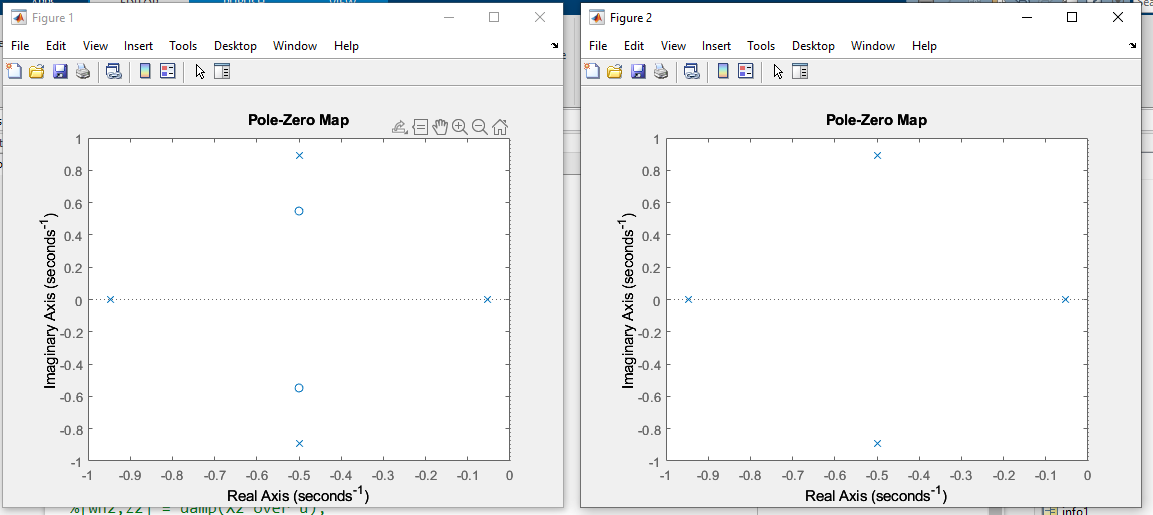 Figure 1
File Edit View Insert Tools Desktop Window Help
Pole-Zero Map
1
0.8
0.6
0.4
0.2
0
-0.2
-0.4
-0.6
-0.8
-1
Imaginary Axis (seconds⁻¹)
-1 -0.9 -0.8 -0.7 -0.6 -0.5 -0.4 -0.3 -0.2 -0.1 0
Real Axis (seconds⁻¹)
Figure 2
File Edit View Insert Tools Desktop Window Help
Pole-Zero Map
1
0.8
0.6
0.4
0.2
0
-0.2
-0.4
-0.6
-0.8
-1
Imaginary Axis (seconds⁻¹)
-1 -0.9 -0.8 -0.7 -0.6 -0.5 -0.4 -0.3 -0.2 -0.1 0
Real Axis (seconds⁻¹)
info1